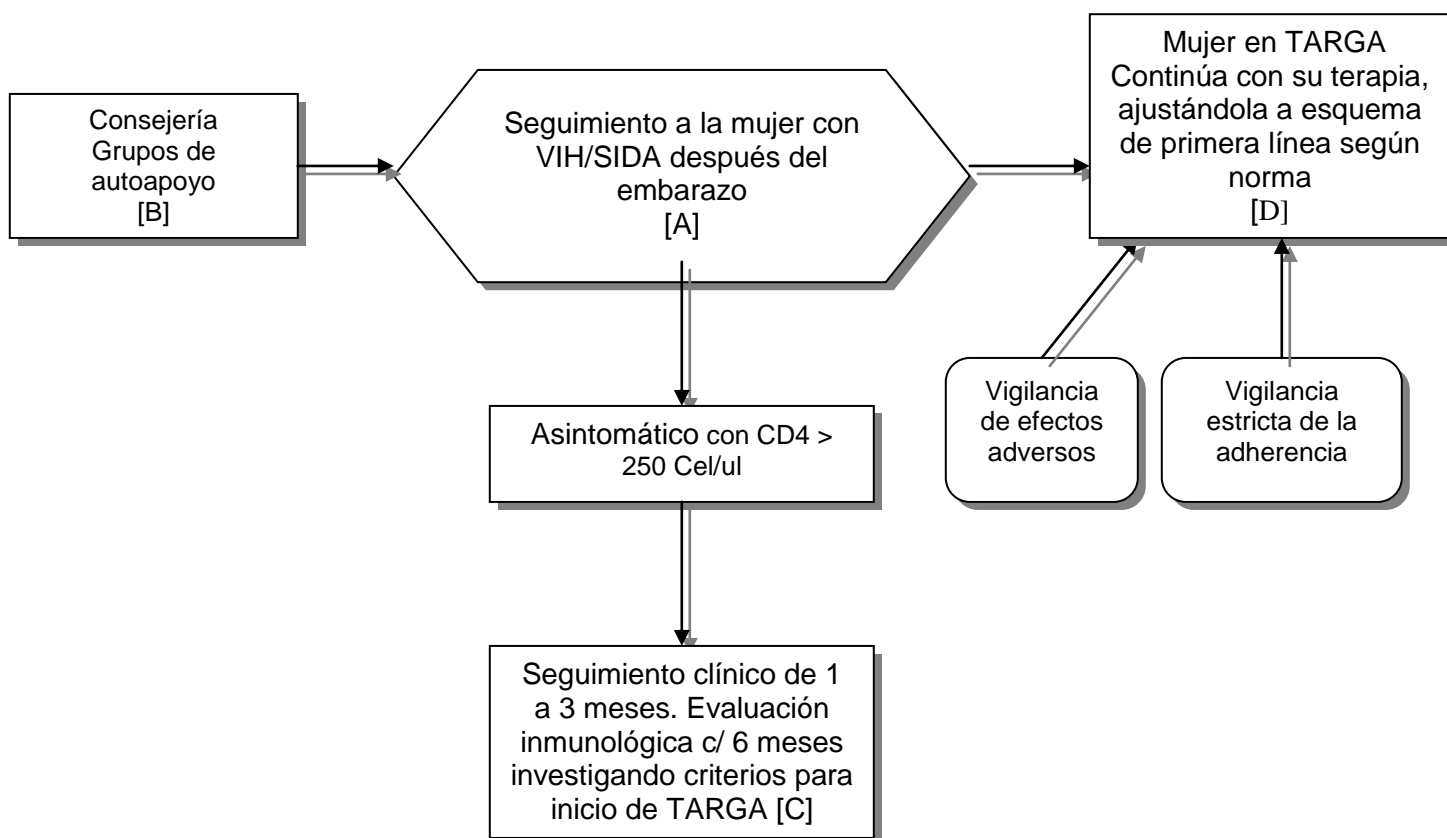 Consejería
Grupos de
autoapoyo
[B]
Seguimiento a la mujer con
VIH/SIDA después del
embarazo
[A]
Mujer en TARGA
Continúa con su terapia,
ajustándola a esquema
de primera línea según
norma
[D]
Vigilancia
de efectos
adversos
Vigilancia
estricta de la
adherencia
Asintomático con CD4 >
250 Cel/ul
Seguimiento clínico de 1
a 3 meses. Evaluación
inmunológica c/ 6 meses
investigando criterios para
inicio de TARGA [C]